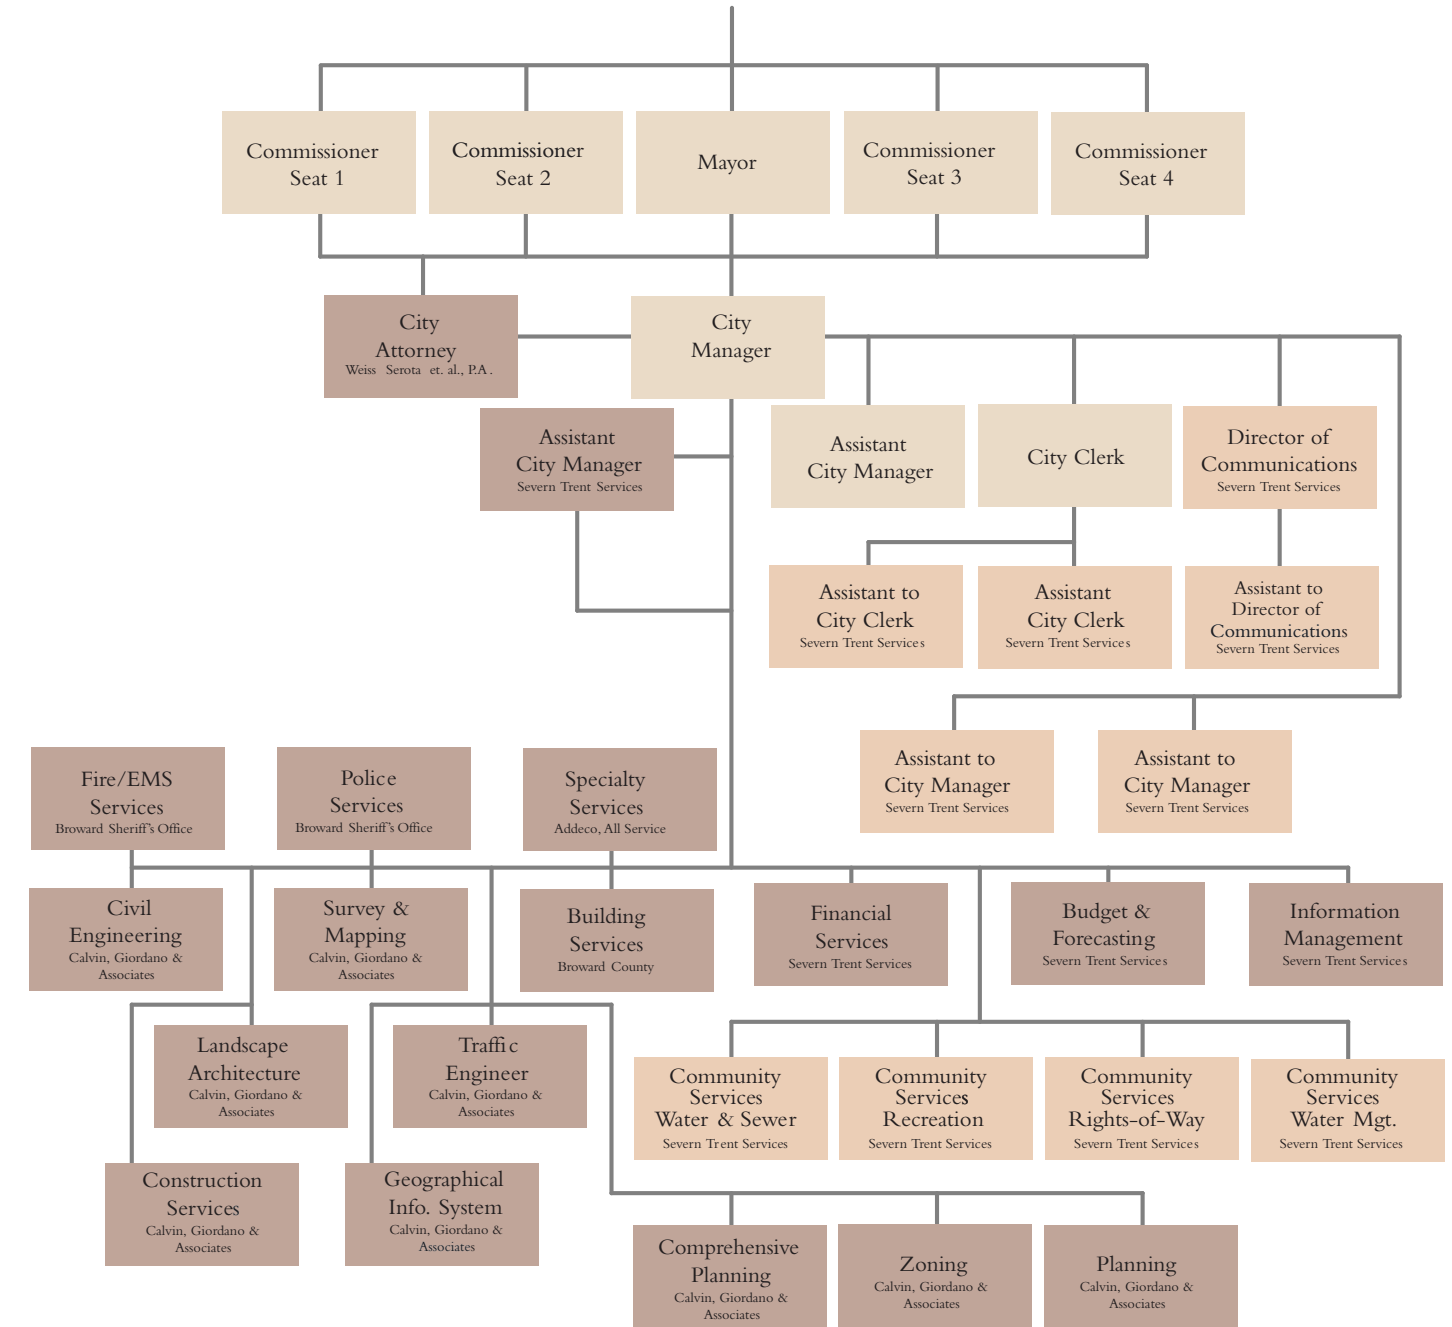 Commissioner
Seat 1
Commissioner
Seat 2
Mayor
Commissioner
Seat 3
Commissioner
Seat 4
City
Attorney
Weiss Serota et. al., P.A.
City
Manager
Assistant
City Manager
Severn Trent Services
Assistant
City Manager
City Clerk
Director of
Communications
Severn Trent Services
Assistant to
City Clerk
Severn Trent Services
Assistant
City Clerk
Severn Trent Services
Assistant to
Director of
Communications
Severn Trent Services
Assistant to
City Manager
Severn Trent Services
Assistant to
City Manager
Severn Trent Services
Fire/EMS
Services
Broward Sheriff's Office
Police
Services
Broward Sheriff's Office
Specialty
Services
Addeco, All Service
Civil
Engineering
Calvin, Giordano &
Associates
Survey &
Mapping
Calvin, Giordano &
Associates
Building
Services
Broward County
Financial
Services
Severn Trent Services
Budget &
Forecasting
Severn Trent Services
Information
Management
Severn Trent Services
Landscape
Architecture
Calvin, Giordano &
Associates
Traffic
Engineer
Calvin, Giordano &
Associates
Community
Services
Water & Sewer
Severn Trent Services
Community
Services
Recreation
Severn Trent Services
Community
Services
Rights-of-Way
Severn Trent Services
Community
Services
Water Mgt.
Severn Trent Services
Construction
Services
Calvin, Giordano &
Associates
Geographical
Info. System
Calvin, Giordano &
Associates
Comprehensive
Planning
Calvin, Giordano &
Associates
Zoning
Calvin, Giordano &
Associates
Planning
Calvin, Giordano &
Associates